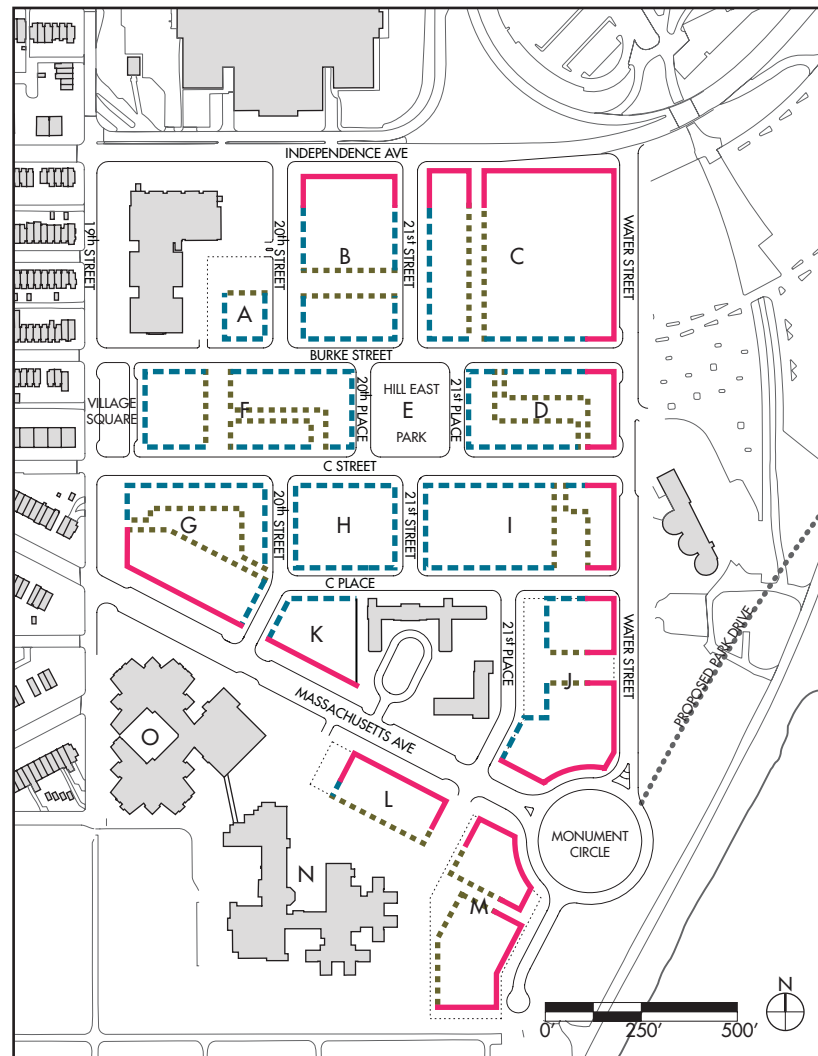 INDEPENDENCE AVE
19th STREET
20th STREET
21st STREET
WATER STREET
A
B
C
BURKE STREET
VILLAGE
SQUARE
F
20th PLACE
HILL EAST
E
PARK
21st PLACE
D
C STREET
G
20th STREET
H
21st STREET
I
C PLACE
K
21st PLACE
J
WATER STREET
PROPOSED PARK DRIVE
MASSACHUSETTS AVE
O
L
MONUMENT
CIRCLE
N
M
N
0' 250' 500'